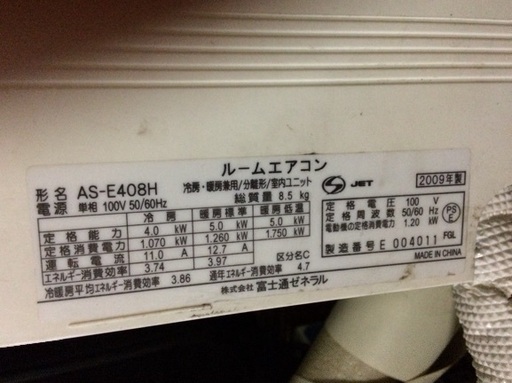 ルームエアコン
形名 AS-E408H 冷房・暖房兼用/分離形/室内ユニット
電源 単相 100V 50/60Hz 総質量 8.5 kg
JET
2009年製
冷房 暖房標準 暖房低温
定格能力 4.0 kW 5.0 kW 5.0 kW
定格消費電力 1.070 kW 1.260 kW 1.750 kW
運転電流 11.0 A 12.7 A
エネルギー消費効率 3.74 3.97 区分名C
冷暖房平均エネルギー消費効率 3.86 通年エネルギー消費効率 4.7
株式会社 富士通ゼネラル
定格電圧 100 V
定格周波数 50/60 Hz
電動機の定格消費電力 1.20 kW
PS
E
FGL
製造番号 E 004011
MADE IN CHINA